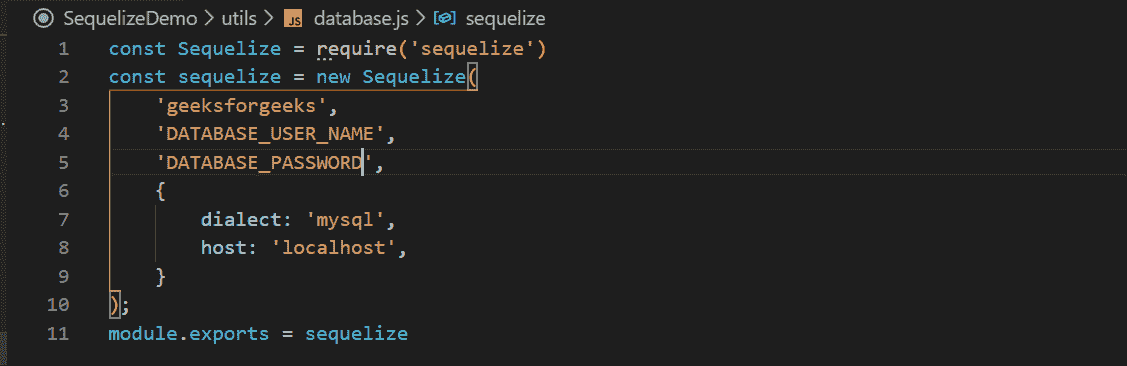 SequelizeDemo > utils > JS database.js > sequelize
1 const Sequelize = require('sequelize')
2 const sequelize = new Sequelize(
3     'geeksforgeeks',
4     'DATABASE_USER_NAME',
5     'DATABASE_PASSWORD',
6     {
7         dialect: 'mysql',
8         host: 'localhost',
9     }
10 );
11 module.exports = sequelize